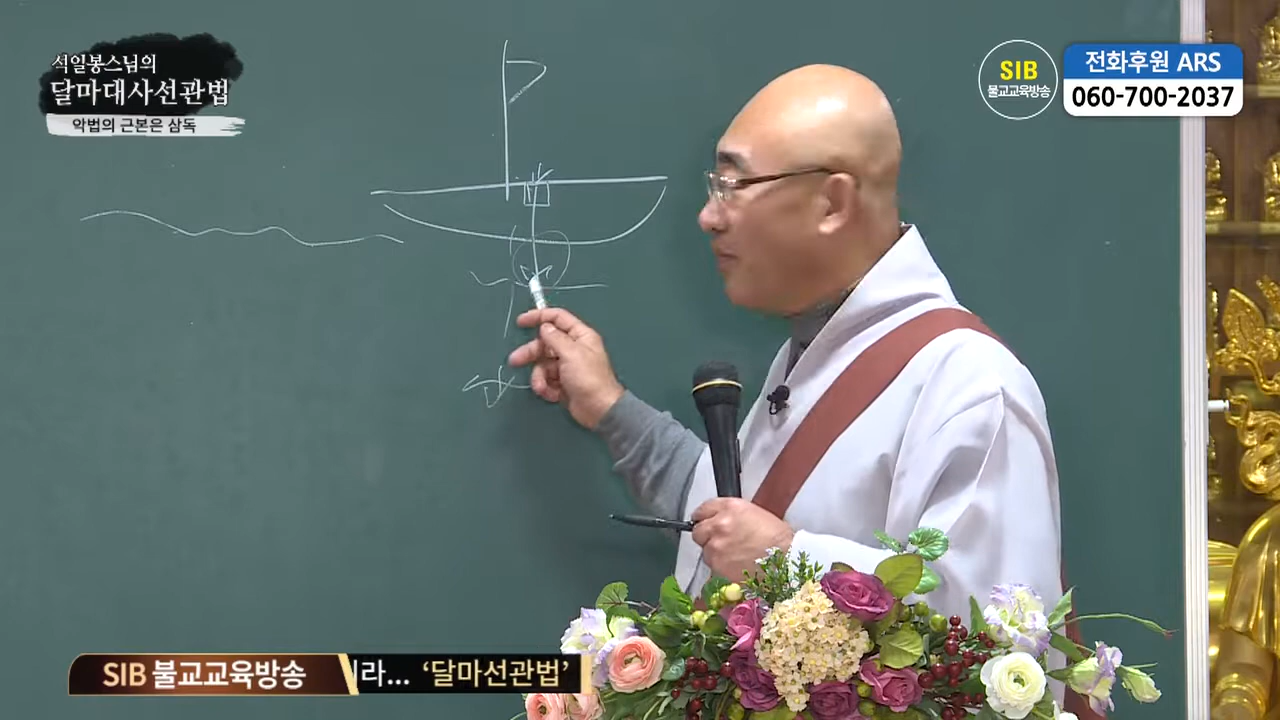 석일봉스님의
달마대사선관법
악법의 근본은 삼독
SIB
불교교육방송
전화후원 ARS
060-700-2037
SIB 불교교육방송
라... ‘달마선관법’